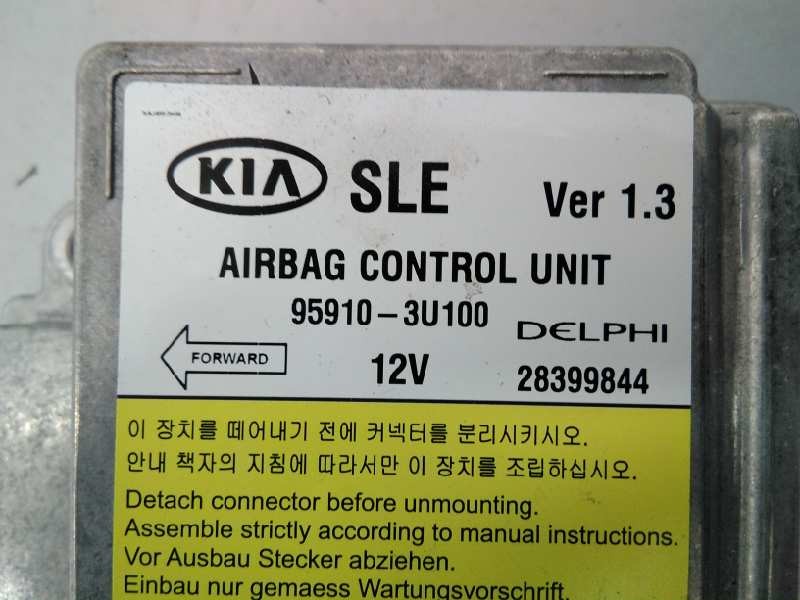 KIA SLE Ver 1.3
AIRBAG CONTROL UNIT
95910-3U100 DELPHI
FORWARD 12V 28399844
이 장치를 떼어내기 전에 커넥터를 분리시키시오.
안내 책자의 지침에 따라서만 이 장치를 조립하십시오.
Detach connector before unmounting.
Assemble strictly according to manual instructions.
Vor Ausbau Stecker abziehen.
Einbau nur gemaess Wartungsvorschrift.